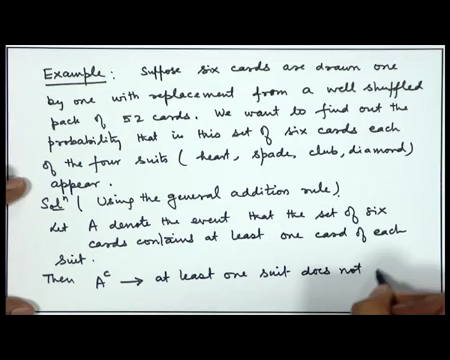 Example: Suppose six cards are drawn one
by one with replacement from a well shuffled
pack of 52 cards. We want to find out the
probability that in this set of six cards each
of the four suits (heart, spade, club, diamond)
appear.
Solⁿ (Using the general addition rule).
Let A denote the event that the set of six
cards contains at least one card of each
suit.
Then Aᶜ → at least one suit does not